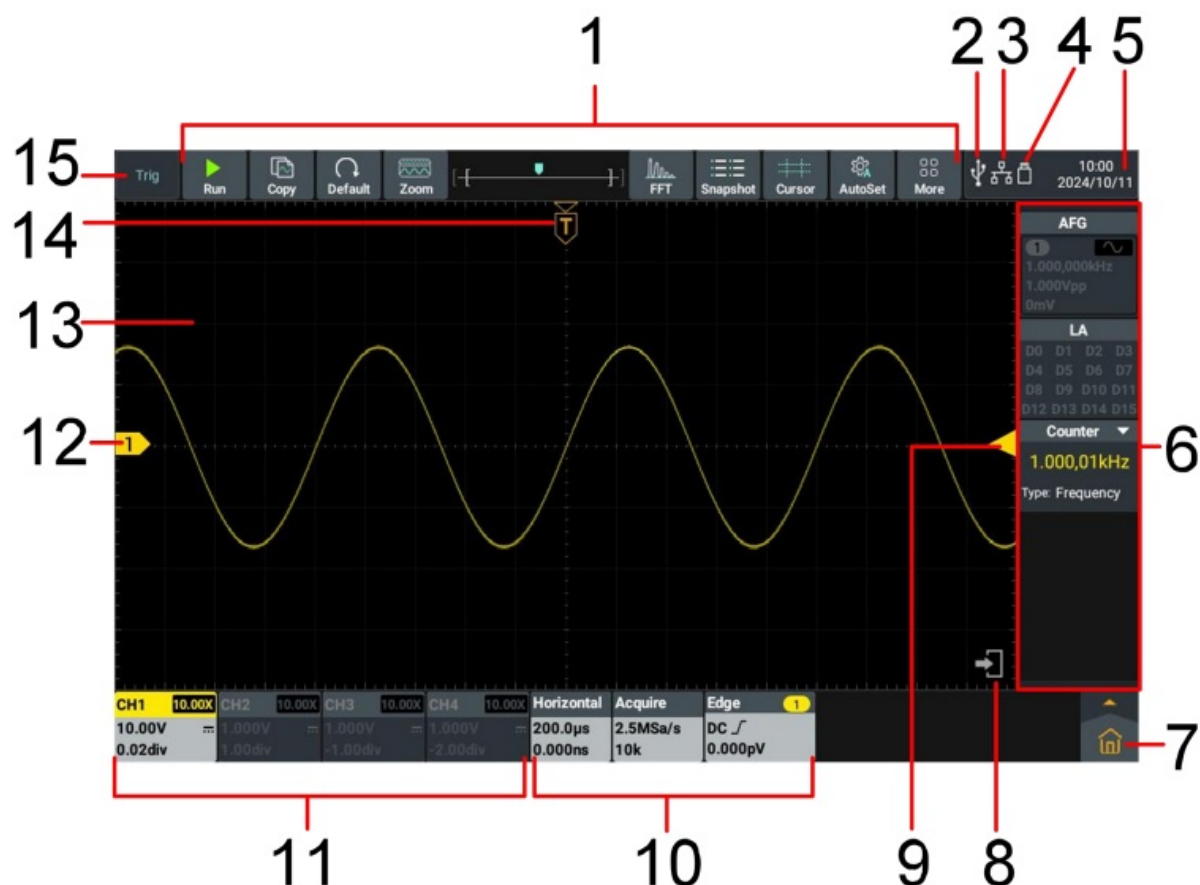 1
2 3 4 5
15
Trig
Run
Copy
Default
Zoom
FFT
Snapshot
Cursor
AutoSet
More
10:00
2024/10/11
14
T
AFG
1
1.000,000kHz
1.000Vpp
0mV
13
LA
D0 D1 D2 D3
D4 D5 D6 D7
D8 D9 D10 D11
D12 D13 D14 D15
12
1
Counter
6
1.000,01kHz
Type: Frequency
CH1 10.00X
10.00V
0.02div
CH2 10.00X
1.000V
1.00div
CH3 10.00X
1.000V
-1.00div
CH4 10.00X
1.000V
-2.00div
Horizontal
200.0μs
0.000ns
Acquire
2.5MSa/s
10k
Edge 1
DC
0.000pV
7
11
10
9
8